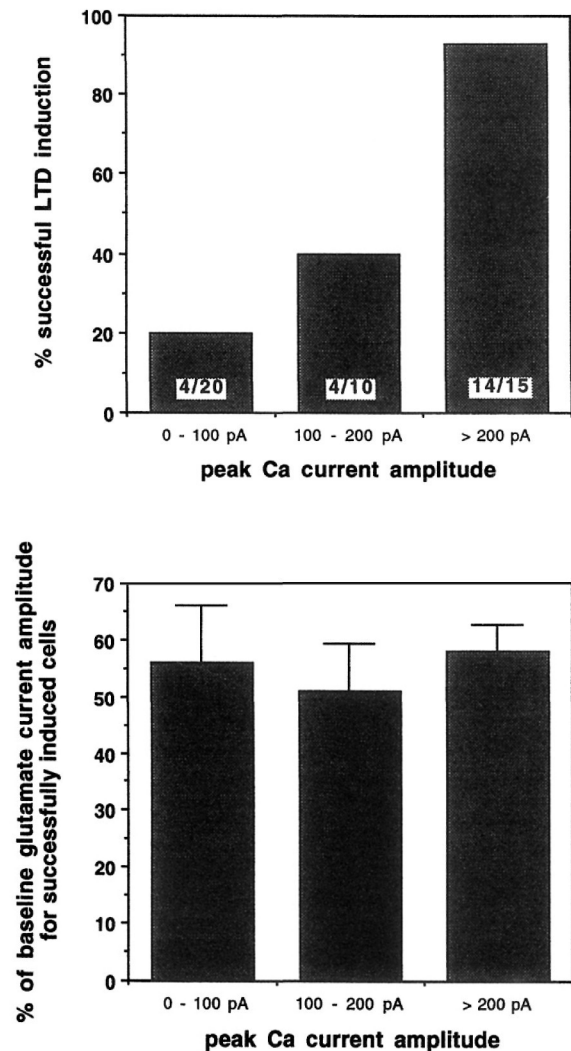 % successful LTD induction
100
80
60
40
20
0
4/20
4/10
14/15
0 - 100 pA
100 - 200 pA
> 200 pA
peak Ca current amplitude
% of baseline glutamate current amplitude
for successfully induced cells
70
60
50
40
30
20
10
0
0 - 100 pA
100 - 200 pA
> 200 pA
peak Ca current amplitude